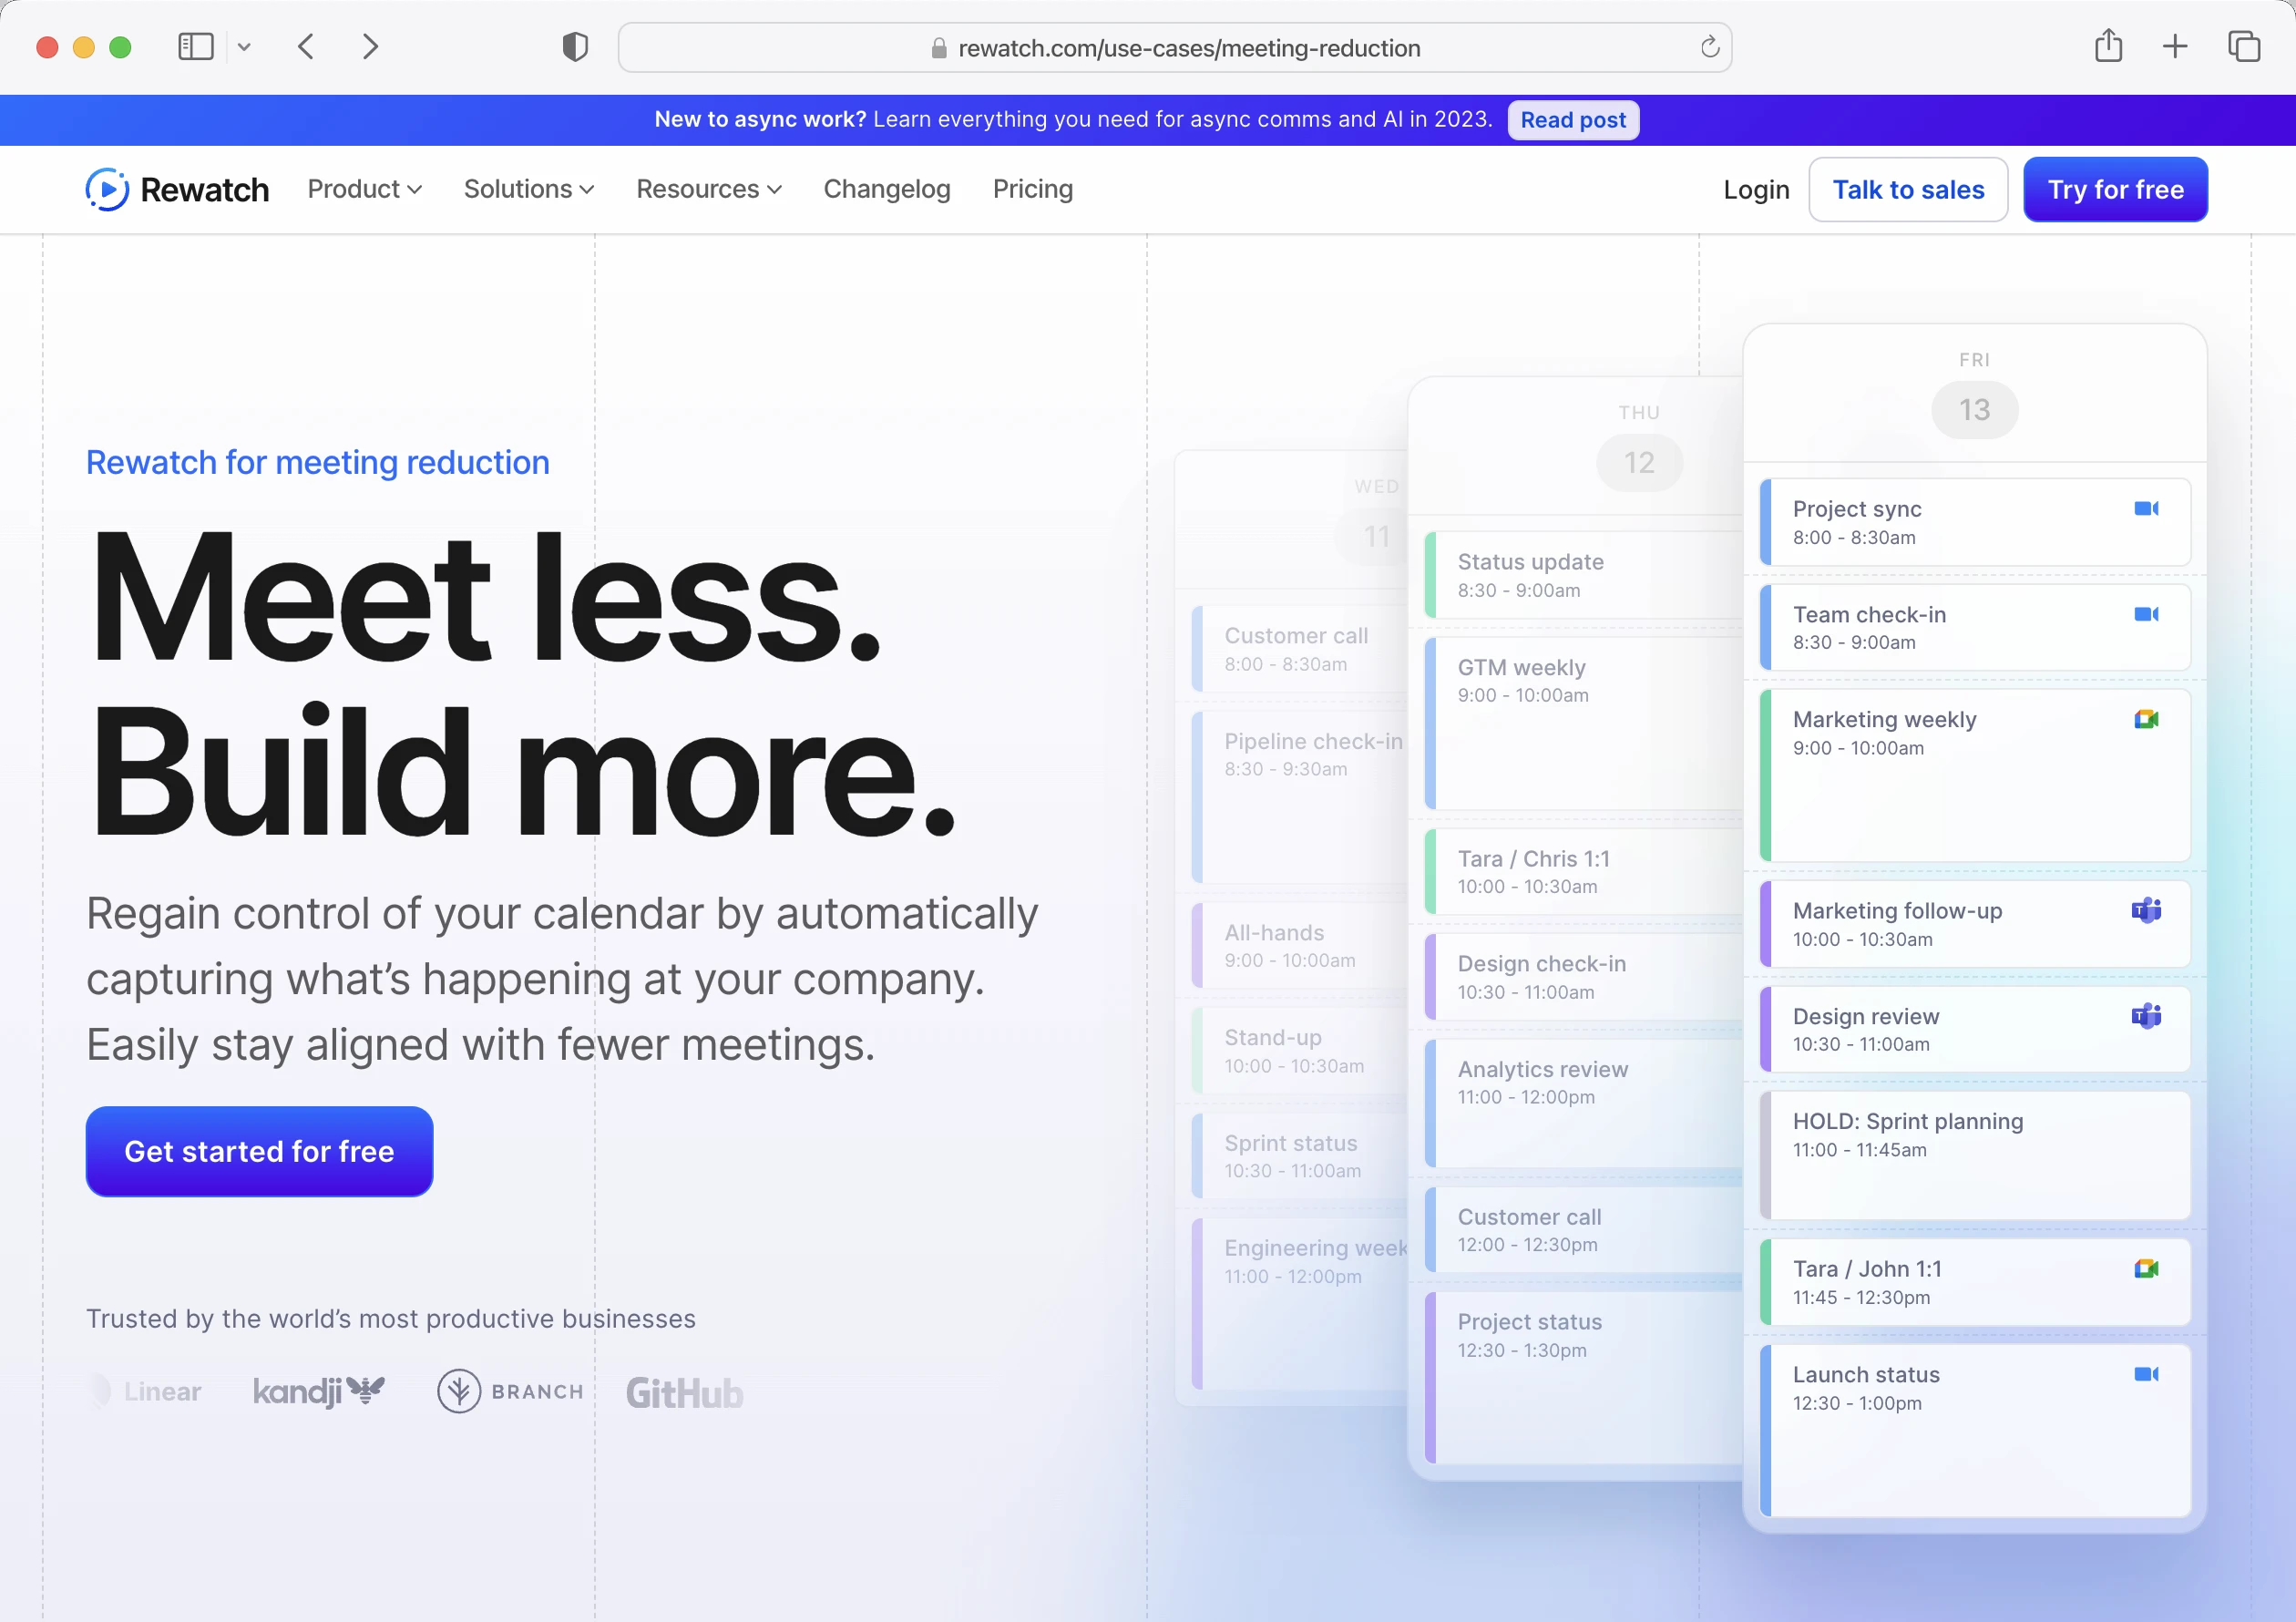 rewatch.com/use-cases/meeting-reduction
New to async work? Learn everything you need for async comms and AI in 2023. Read post
Rewatch Product Solutions Resources Changelog Pricing Login Talk to sales Try for free
Rewatch for meeting reduction
Meet less.
Build more.
Regain control of your calendar by automatically
capturing what’s happening at your company.
Easily stay aligned with fewer meetings.
Get started for free
Trusted by the world’s most productive businesses
Linear kandji BRANCH GitHub
WED
11
Customer call
8:00 - 8:30am
Pipeline check-in
8:30 - 9:30am
All-hands
9:00 - 10:00am
Stand-up
10:00 - 10:30am
Sprint status
10:30 - 11:00am
Engineering week
11:00 - 12:00pm
THU
12
Status update
8:30 - 9:00am
GTM weekly
9:00 - 10:00am
Tara / Chris 1:1
10:00 - 10:30am
Design check-in
10:30 - 11:00am
Analytics review
11:00 - 12:00pm
Customer call
12:00 - 12:30pm
Project status
12:30 - 1:30pm
FRI
13
Project sync
8:00 - 8:30am
Team check-in
8:30 - 9:00am
Marketing weekly
9:00 - 10:00am
Marketing follow-up
10:00 - 10:30am
Design review
10:30 - 11:00am
HOLD: Sprint planning
11:00 - 11:45am
Tara / John 1:1
11:45 - 12:30pm
Launch status
12:30 - 1:00pm